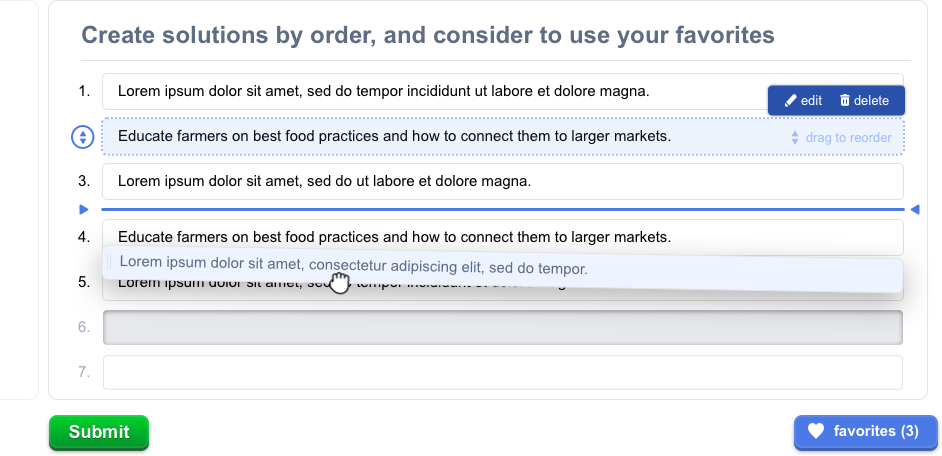 Create solutions by order, and consider to use your favorites
1. Lorem ipsum dolor sit amet, sed do tempor incididunt ut labore et dolore magna.
edit delete
Educate farmers on best food practices and how to connect them to larger markets.
drag to reorder
3. Lorem ipsum dolor sit amet, sed do ut labore et dolore magna.
4. Educate farmers on best food practices and how to connect them to larger markets.
Lorem ipsum dolor sit amet, consectetur adipiscing elit, sed do tempor.
5. Lorem ipsum dolor sit amet, sed
6.
7.
Submit
favorites (3)